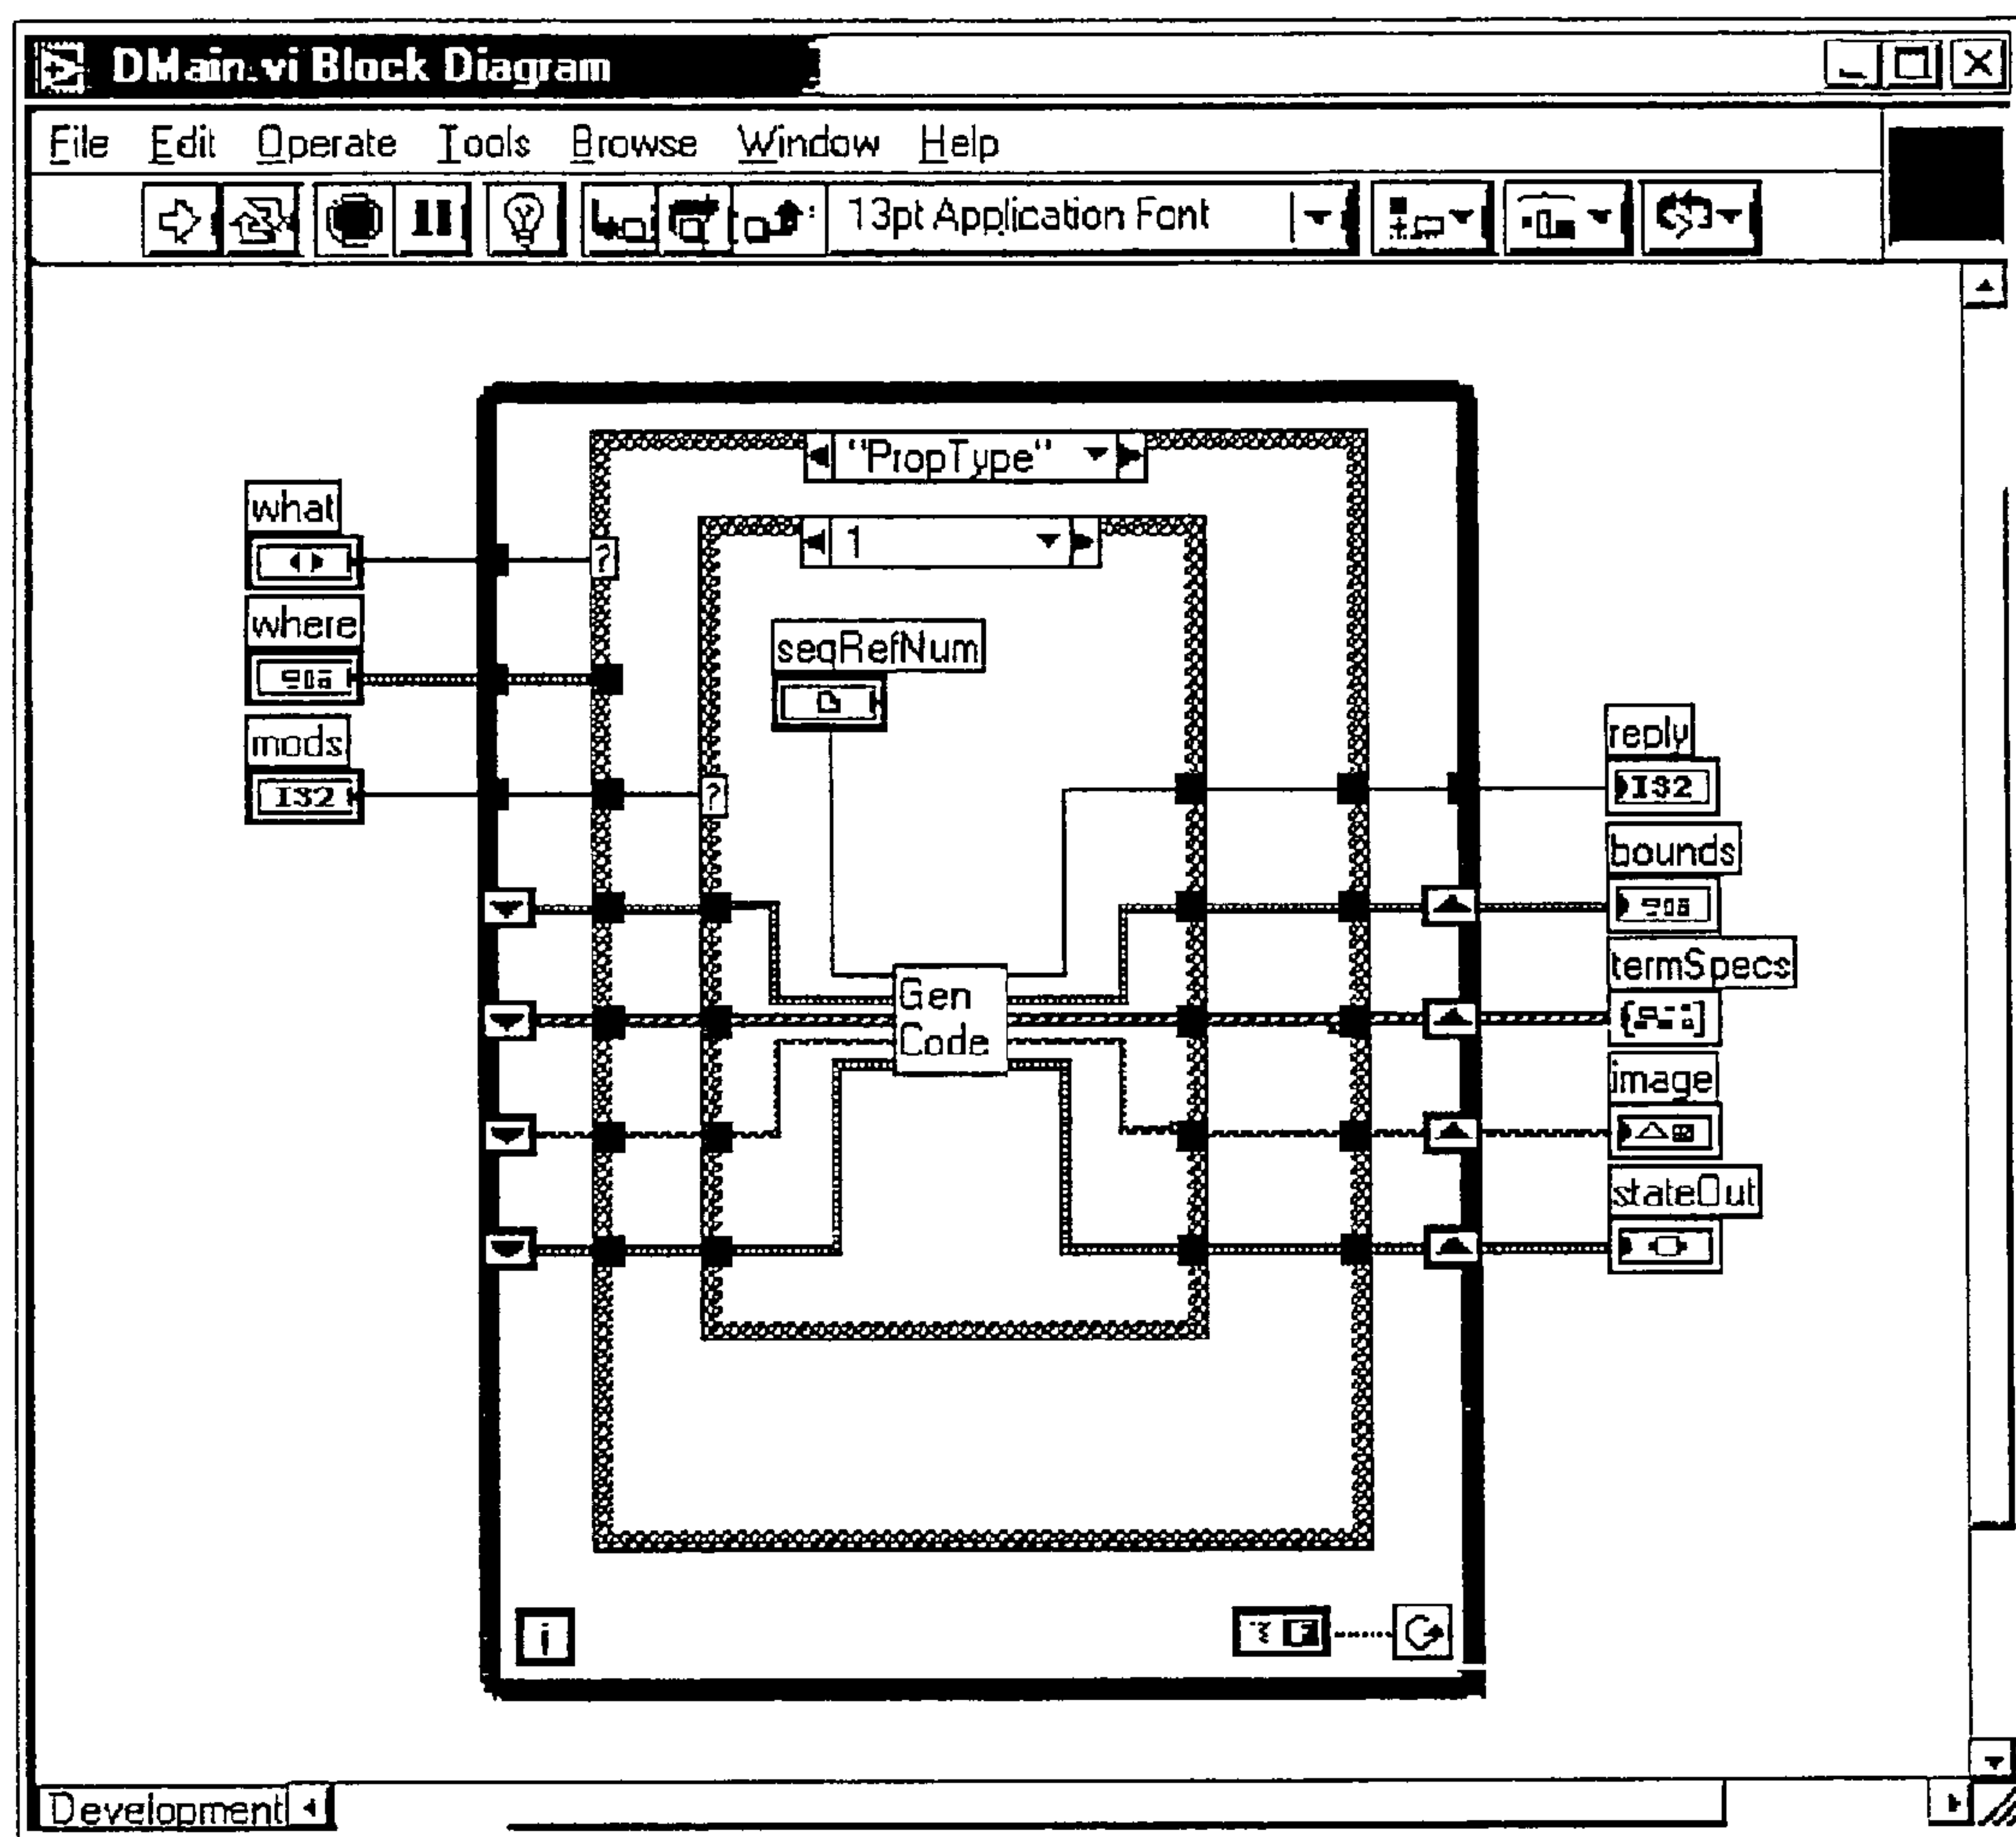 DMain.vi Block Diagram
File Edit Operate Tools Browse Window Help
13pt Application Font
"PropType"
1
what
where
mods
I32
seqRefNum
?
?
Gen
Code
reply
I32
bounds
termSpecs
image
stateOut
i
F
Development